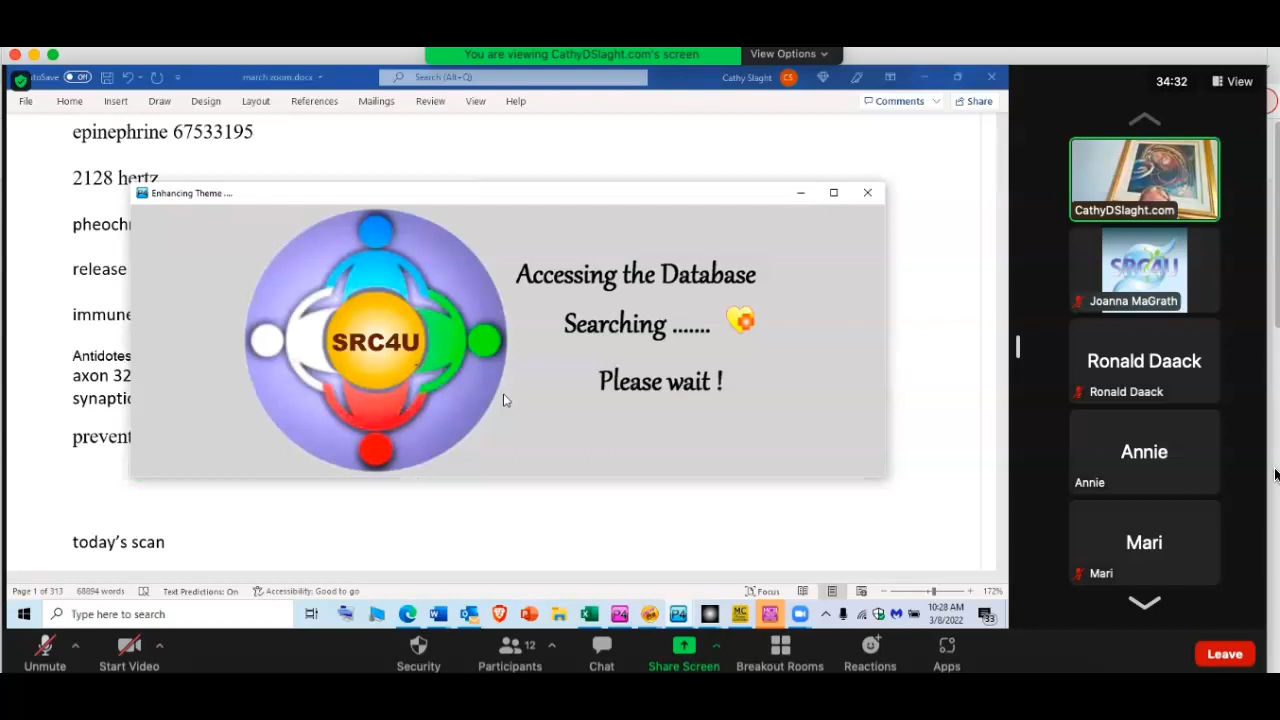 You are viewing CathyDSlaght.com's screen
View Options
AutoSave Off
march zoom.docx
Search (Alt+Q)
Cathy Slaght CS
34:32 View
File Home Insert Draw Design Layout References Mailings Review View Help
Comments Share
epinephrine 67533195
2128 hertz
pheochr
release
immune
Antidotes
axon 32
synaptic
prevent
today's scan
Enhancing Theme ....
SRC4U
Accessing the Database
Searching .......
Please wait !
CathyDSlaght.com
SRC4U
Joanna MaGrath
Ronald Daack
Ronald Daack
Annie
Annie
Mari
Mari
Page 1 of 313 68894 words Text Predictions: On Accessibility: Good to go
Focus 172%
Type here to search
10:28 AM
3/8/2022
33
Unmute Start Video Security Participants 12 Chat Share Screen Breakout Rooms Reactions Apps
Leave